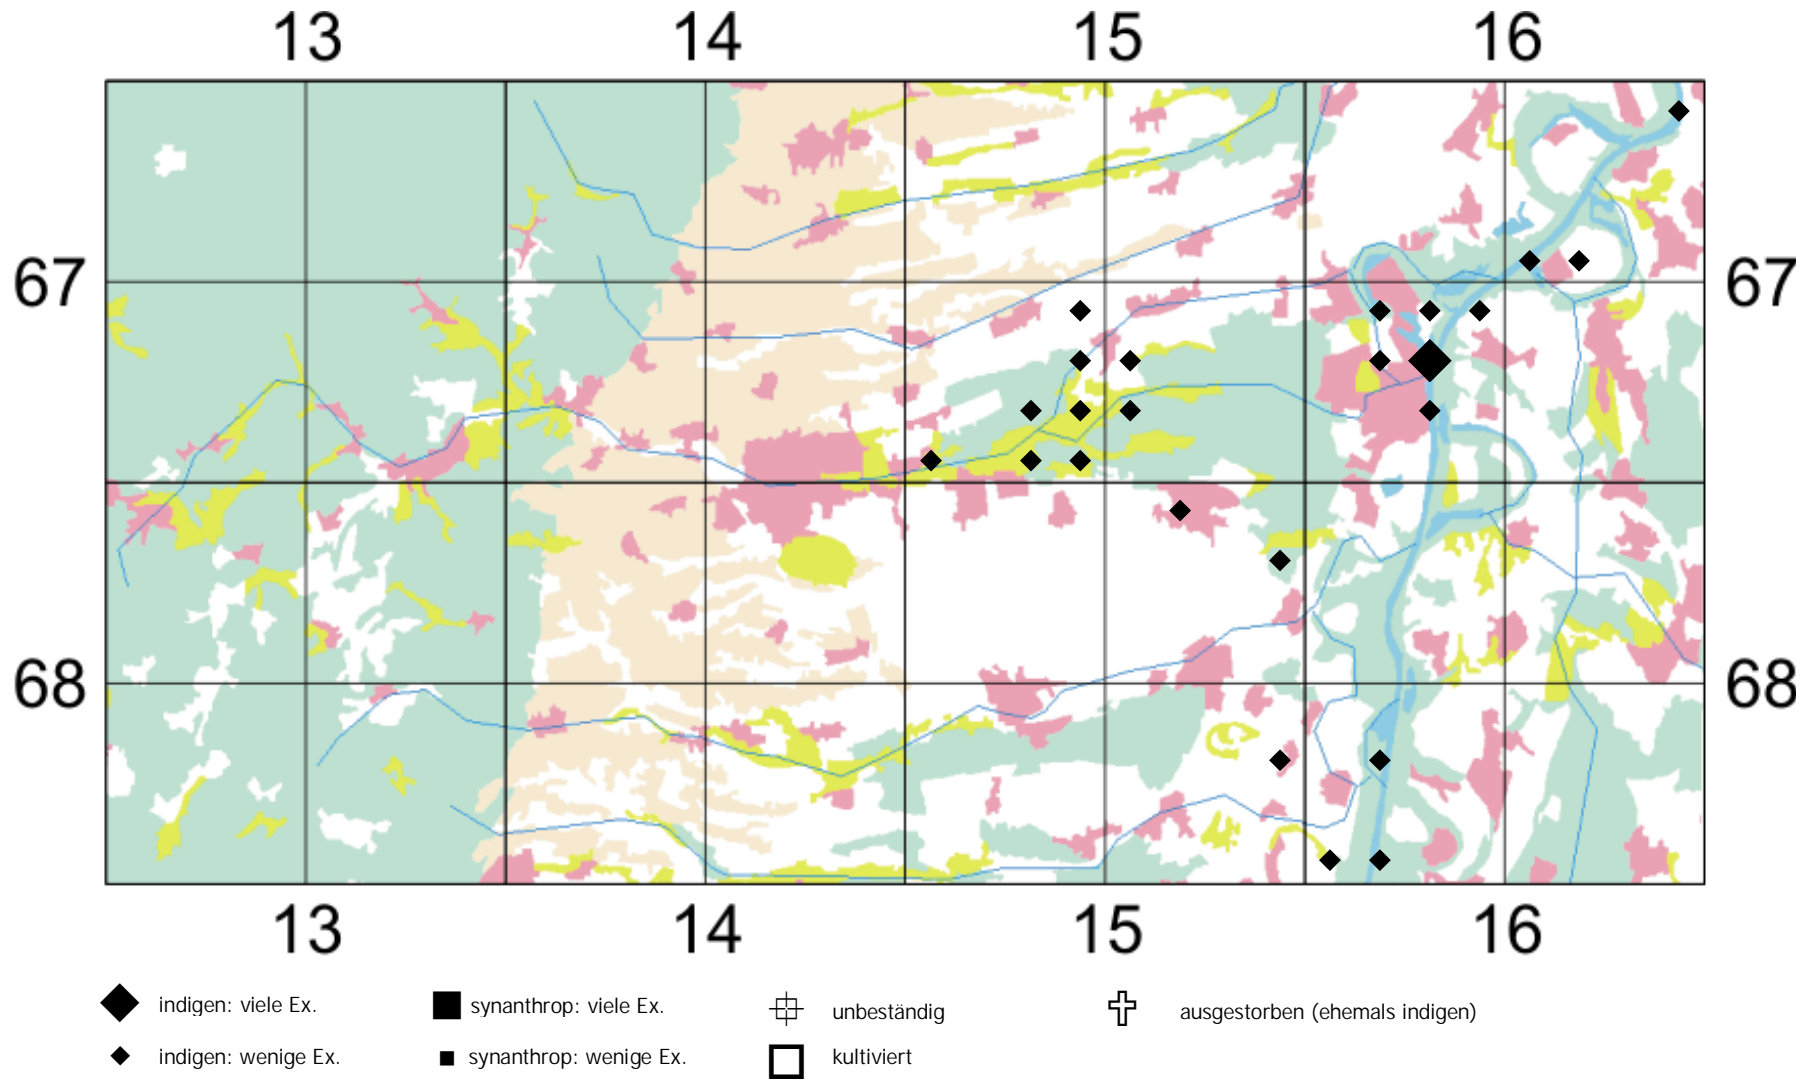 13 14 15 16
67 67
68 68
13 14 15 16
indigen: viele Ex. synanthrop: viele Ex. unbeständig ausgestorben (ehemals indigen)
indigen: wenige Ex. synanthrop: wenige Ex. kultiviert